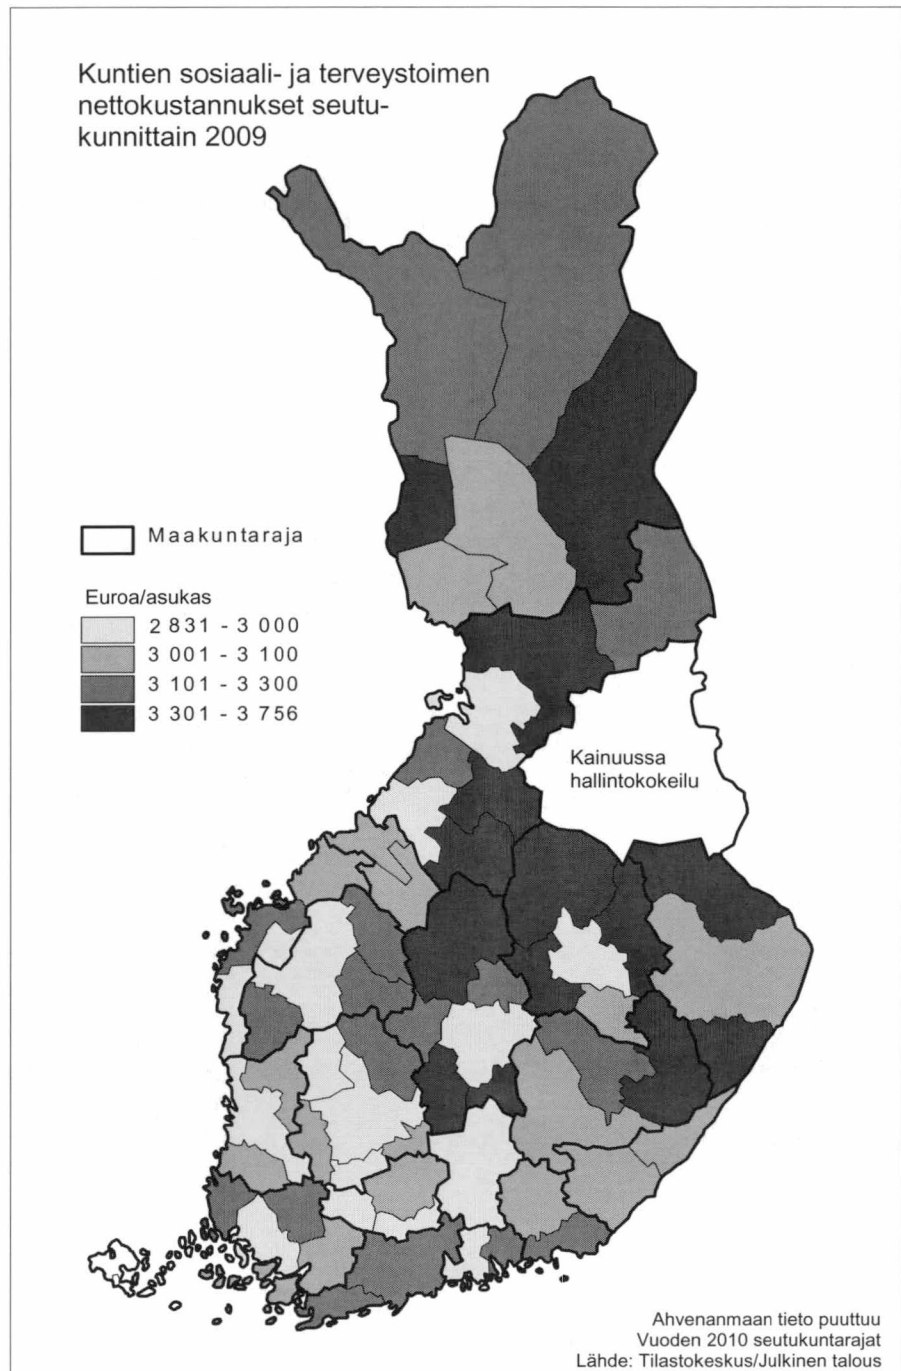 Kuntien sosiaali- ja terveystoimen
nettokustannukset seutu-
kunnittain 2009
Maakuntaraja
Euroa/asukas
2 831 - 3 000
3 001 - 3 100
3 101 - 3 300
3 301 - 3 756
Kainuussa
hallintokokeilu
Ahvenanmaan tieto puuttuu
Vuoden 2010 seutukuntarajat
Lähde: Tilastokeskus/Julkinen talous